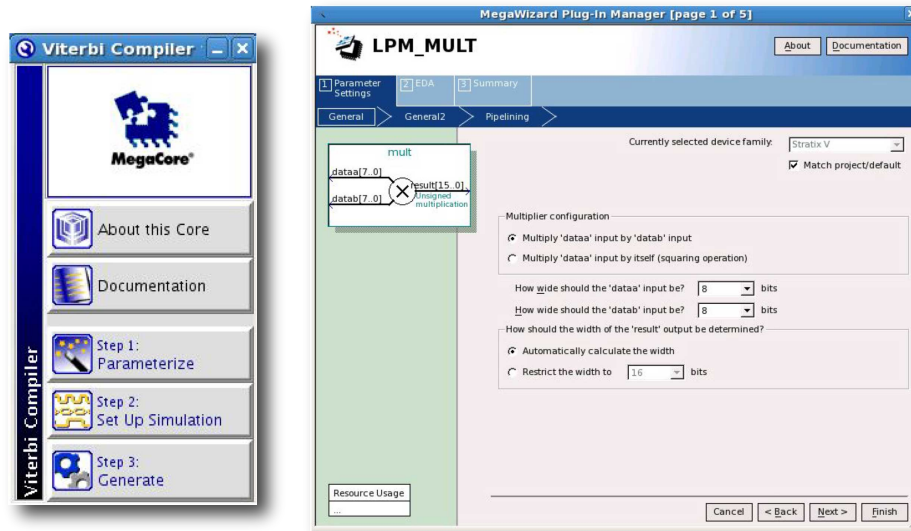 Viterbi Compiler
MegaCore®
About this Core
Documentation
Step 1:
Parameterize
Step 2:
Set Up Simulation
Step 3:
Generate
Viterbi Compiler
MegaWizard Plug-In Manager [page 1 of 5]
LPM_MULT
About
Documentation
1 Parameter
Settings
2 EDA
3 Summary
General
General2
Pipelining
mult
dataa[7..0]
result[15..0]
datab[7..0]
Unsigned
multiplication
Currently selected device family:
Stratix V
Match project/default
Multiplier configuration
Multiply 'dataa' input by 'datab' input
Multiply 'dataa' input by itself (squaring operation)
How wide should the 'dataa' input be? 8 bits
How wide should the 'datab' input be? 8 bits
How should the width of the 'result' output be determined?
Automatically calculate the width
Restrict the width to 16 bits
Resource Usage
...
Cancel
< Back
Next >
Finish